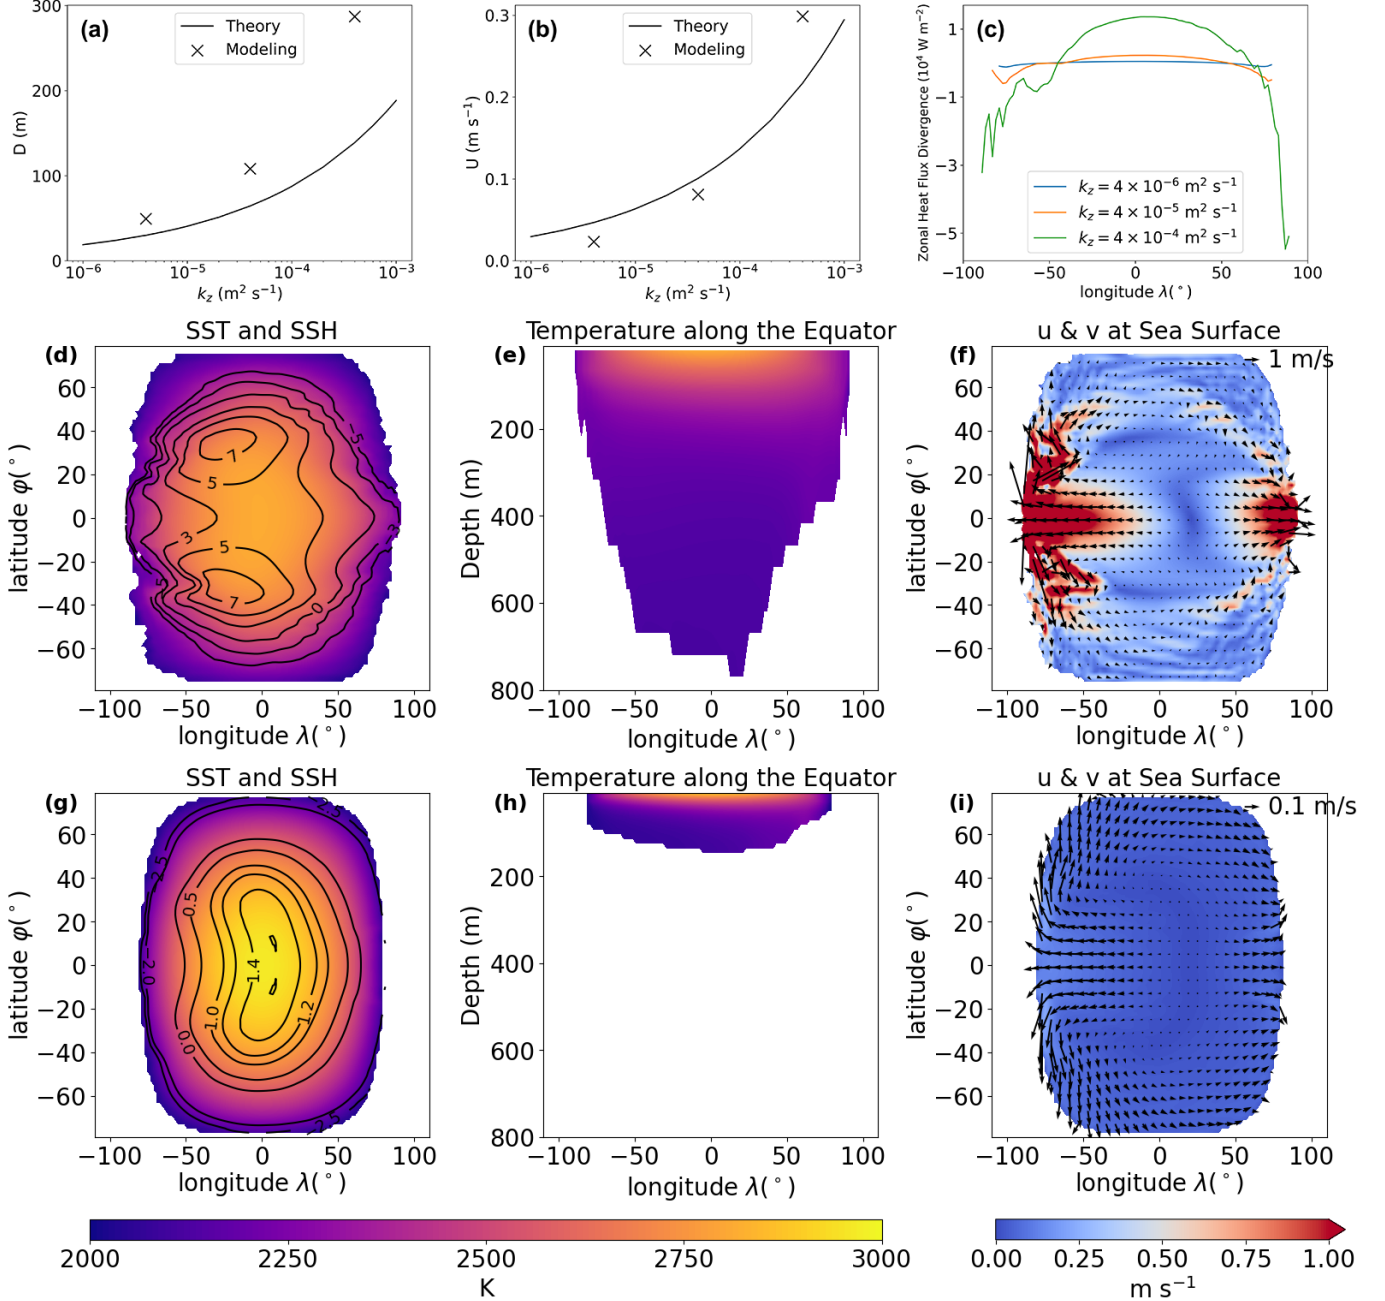 (a)
Theory
Modeling
300
200
100
0
D (m)
10⁻⁶
10⁻⁵
10⁻⁴
10⁻³
k_z (m² s⁻¹)
(b)
Theory
Modeling
0.3
0.2
0.1
0.0
U (m s⁻¹)
10⁻⁶
10⁻⁵
10⁻⁴
10⁻³
k_z (m² s⁻¹)
(c)
1
−1
−3
−5
Zonal Heat Flux Divergence (10⁴ W m⁻²)
k_z = 4 × 10⁻⁶ m² s⁻¹
k_z = 4 × 10⁻⁵ m² s⁻¹
k_z = 4 × 10⁻⁴ m² s⁻¹
−100
−50
0
50
100
longitude λ(°)
SST and SSH
(d)
60
40
20
0
−20
−40
−60
latitude φ(°)
7
5
−5
3
5
−3
5
7
0
−100
−50
0
50
100
longitude λ(°)
Temperature along the Equator
(e)
200
400
600
800
Depth (m)
−100
−50
0
50
100
longitude λ(°)
u & v at Sea Surface
(f)
1 m/s
60
40
20
0
−20
−40
−60
latitude φ(°)
−100
−50
0
50
100
longitude λ(°)
SST and SSH
(g)
60
40
20
0
−20
−40
−60
latitude φ(°)
−2.5
−2.5
0.5
−2.0
1.4
1.0
1.2
0.0
−2.5
−100
−50
0
50
100
longitude λ(°)
Temperature along the Equator
(h)
200
400
600
800
Depth (m)
−100
−50
0
50
100
longitude λ(°)
u & v at Sea Surface
(i)
0.1 m/s
60
40
20
0
−20
−40
−60
latitude φ(°)
−100
−50
0
50
100
longitude λ(°)
2000
2250
2500
2750
3000
K
0.00
0.25
0.50
0.75
1.00
m s⁻¹